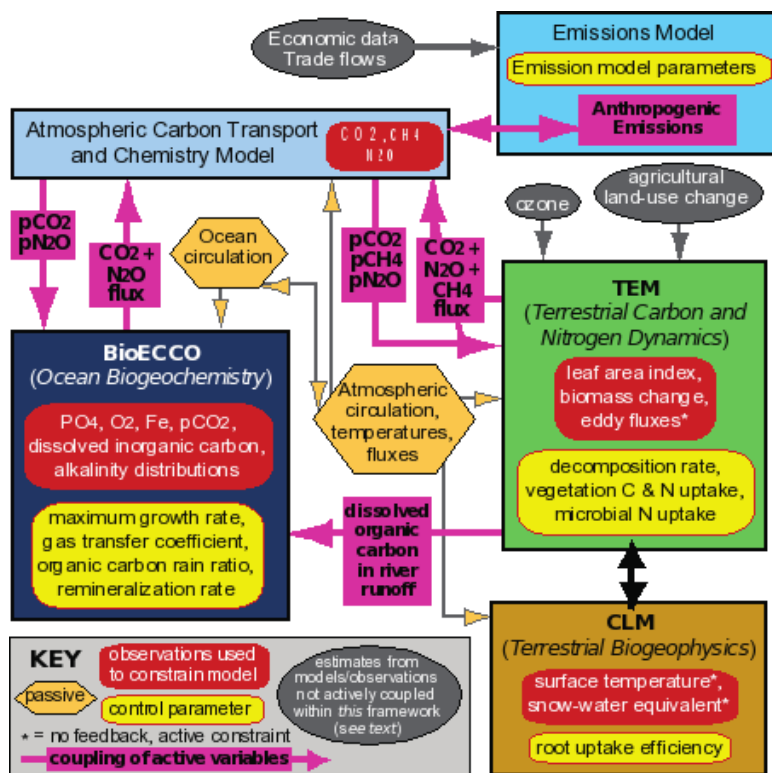 Economic data
Trade flows
Emissions Model
Emission model parameters
Anthropogenic
Emissions
Atmospheric Carbon Transport
and Chemistry Model
CO2,CH4
N2O
agricultural
land-use change
ozone
pCO2
pN2O
CO2 +
N2O
flux
Ocean
circulation
pCO2
pCH4
pN2O
CO2 +
N2O +
CH4
flux
TEM
(Terrestrial Carbon and
Nitrogen Dynamics)
leaf area index,
biomass change,
eddy fluxes*
decomposition rate,
vegetation C & N uptake,
microbial N uptake
BioECCO
(Ocean Biogeochemistry)
PO4, O2, Fe, pCO2,
dissolved inorganic carbon,
alkalinity distributions
maximum growth rate,
gas transfer coefficient,
organic carbon rain ratio,
remineralization rate
Atmospheric
circulation,
temperatures,
fluxes
dissolved
organic
carbon
in river
runoff
CLM
(Terrestrial Biogeophysics)
surface temperature*,
snow-water equivalent*
root uptake efficiency
KEY
observations used
to constrain model
passive
control parameter
estimates from
models/observations
not actively coupled
within this framework
(see text)
* = no feedback, active constraint
coupling of active variables